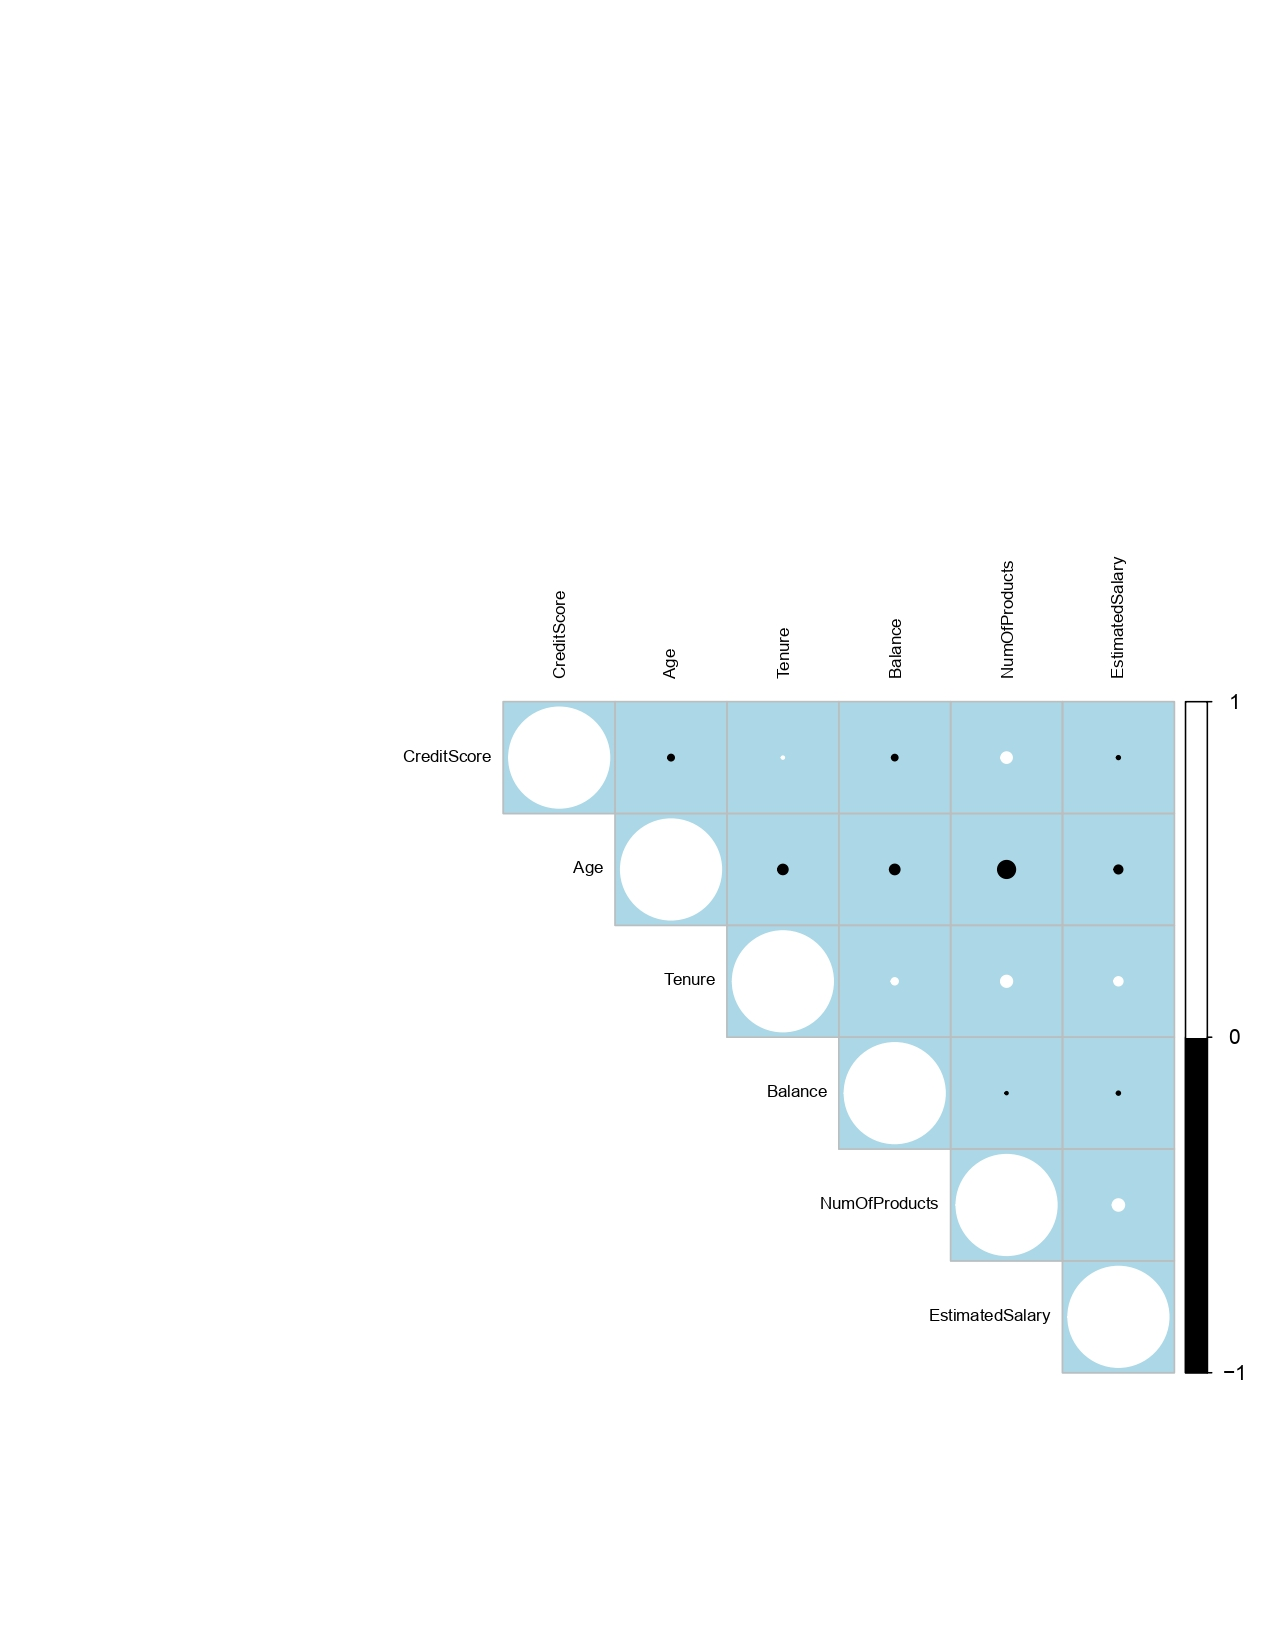 CreditScore
Age
Tenure
Balance
NumOfProducts
EstimatedSalary
1
CreditScore
Age
Tenure
0
Balance
NumOfProducts
EstimatedSalary
−1